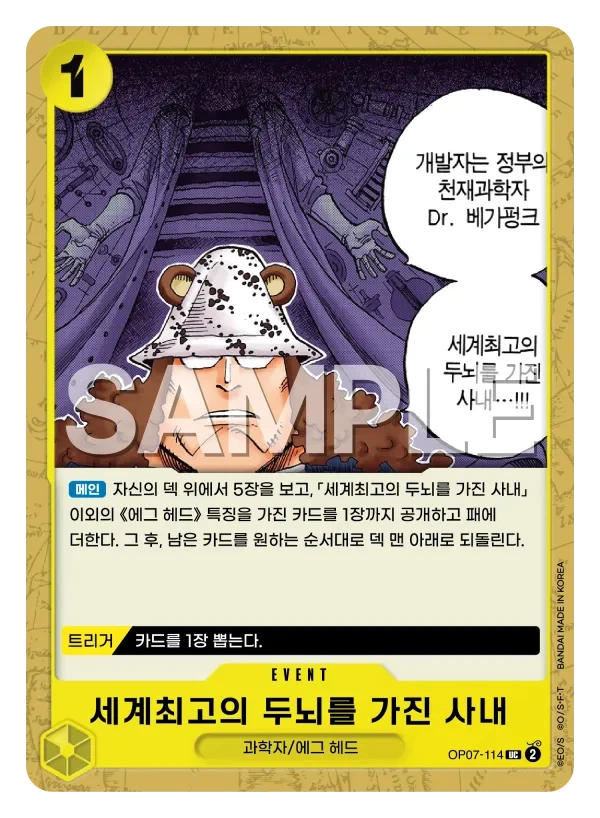 1
개발자는 정부의
천재과학자
Dr. 베가펑크
세계최고의
두뇌를 가진
사내…!!!
SAMPLE
메인 자신의 덱 위에서 5장을 보고, 「세계최고의 두뇌를 가진 사내」
이외의 《에그 헤드》 특징을 가진 카드를 1장까지 공개하고 패에
더한다. 그 후, 남은 카드를 원하는 순서대로 덱 맨 아래로 되돌린다.
트리거 카드를 1장 뽑는다.
EVENT
세계최고의 두뇌를 가진 사내
과학자/에그 헤드
OP07-114 UC 2
©EO/S ©O/S·F·T BANDAI MADE IN KOREA